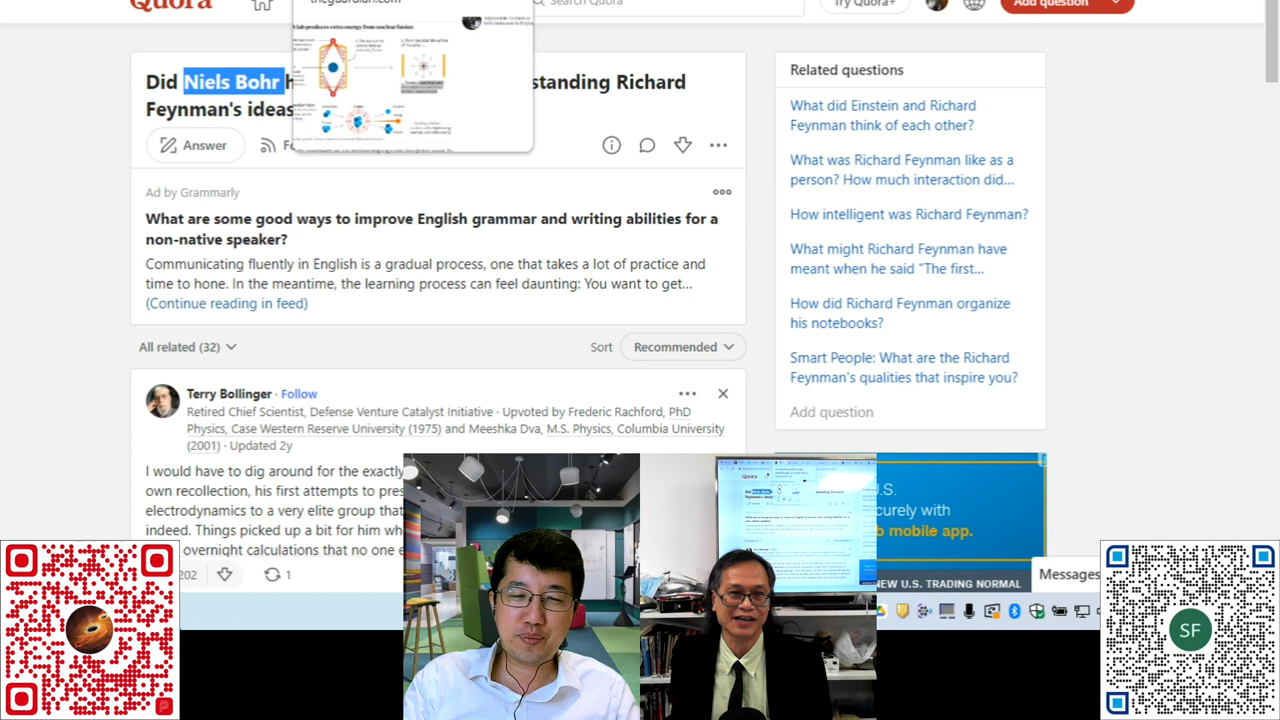 Quora
Search Quora
Try Quora+
Add question
theguardian.com
Did Niels Bohr
standing Richard
Feynman's ideas
Answer
Ad by Grammarly
What are some good ways to improve English grammar and writing abilities for a
non-native speaker?
Communicating fluently in English is a gradual process, one that takes a lot of practice and
time to hone. In the meantime, the learning process can feel daunting: You want to get...
(Continue reading in feed)
All related (32)
Sort
Recommended
Terry Bollinger · Follow
Retired Chief Scientist, Defense Venture Catalyst Initiative · Upvoted by Frederic Rachford, PhD
Physics, Case Western Reserve University (1975) and Meeshka Dva, M.S. Physics, Columbia University
(2001) · Updated 2y
I would have to dig around for the exactly
own recollection, his first attempts to pres
electrodynamics to a very elite group that
indeed. Things picked up a bit for him whe
overnight calculations that no one e
202
Related questions
What did Einstein and Richard
Feynman think of each other?
What was Richard Feynman like as a
person? How much interaction did...
How intelligent was Richard Feynman?
What might Richard Feynman have
meant when he said "The first...
How did Richard Feynman organize
his notebooks?
Smart People: What are the Richard
Feynman's qualities that inspire you?
Add question
U.S.
curely with
mobile app.
NEW U.S. TRADING NORMAL
Messages
SF